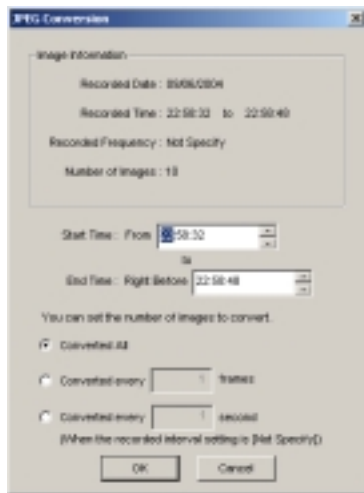 JPEG Conversion
Image Information
Recorded Date : 09/06/2004
Recorded Time : 22:58:32 to 22:58:48
Recorded Frequency : Not Specify
Number of Images : 10
Start Time : From 22:58:32
to
End Time : Right Before 22:58:48
You can set the number of images to convert.
Converted All
Converted every 1 frames
Converted every 1 second
(When the recorded interval setting is [Not Specify])
OK Cancel